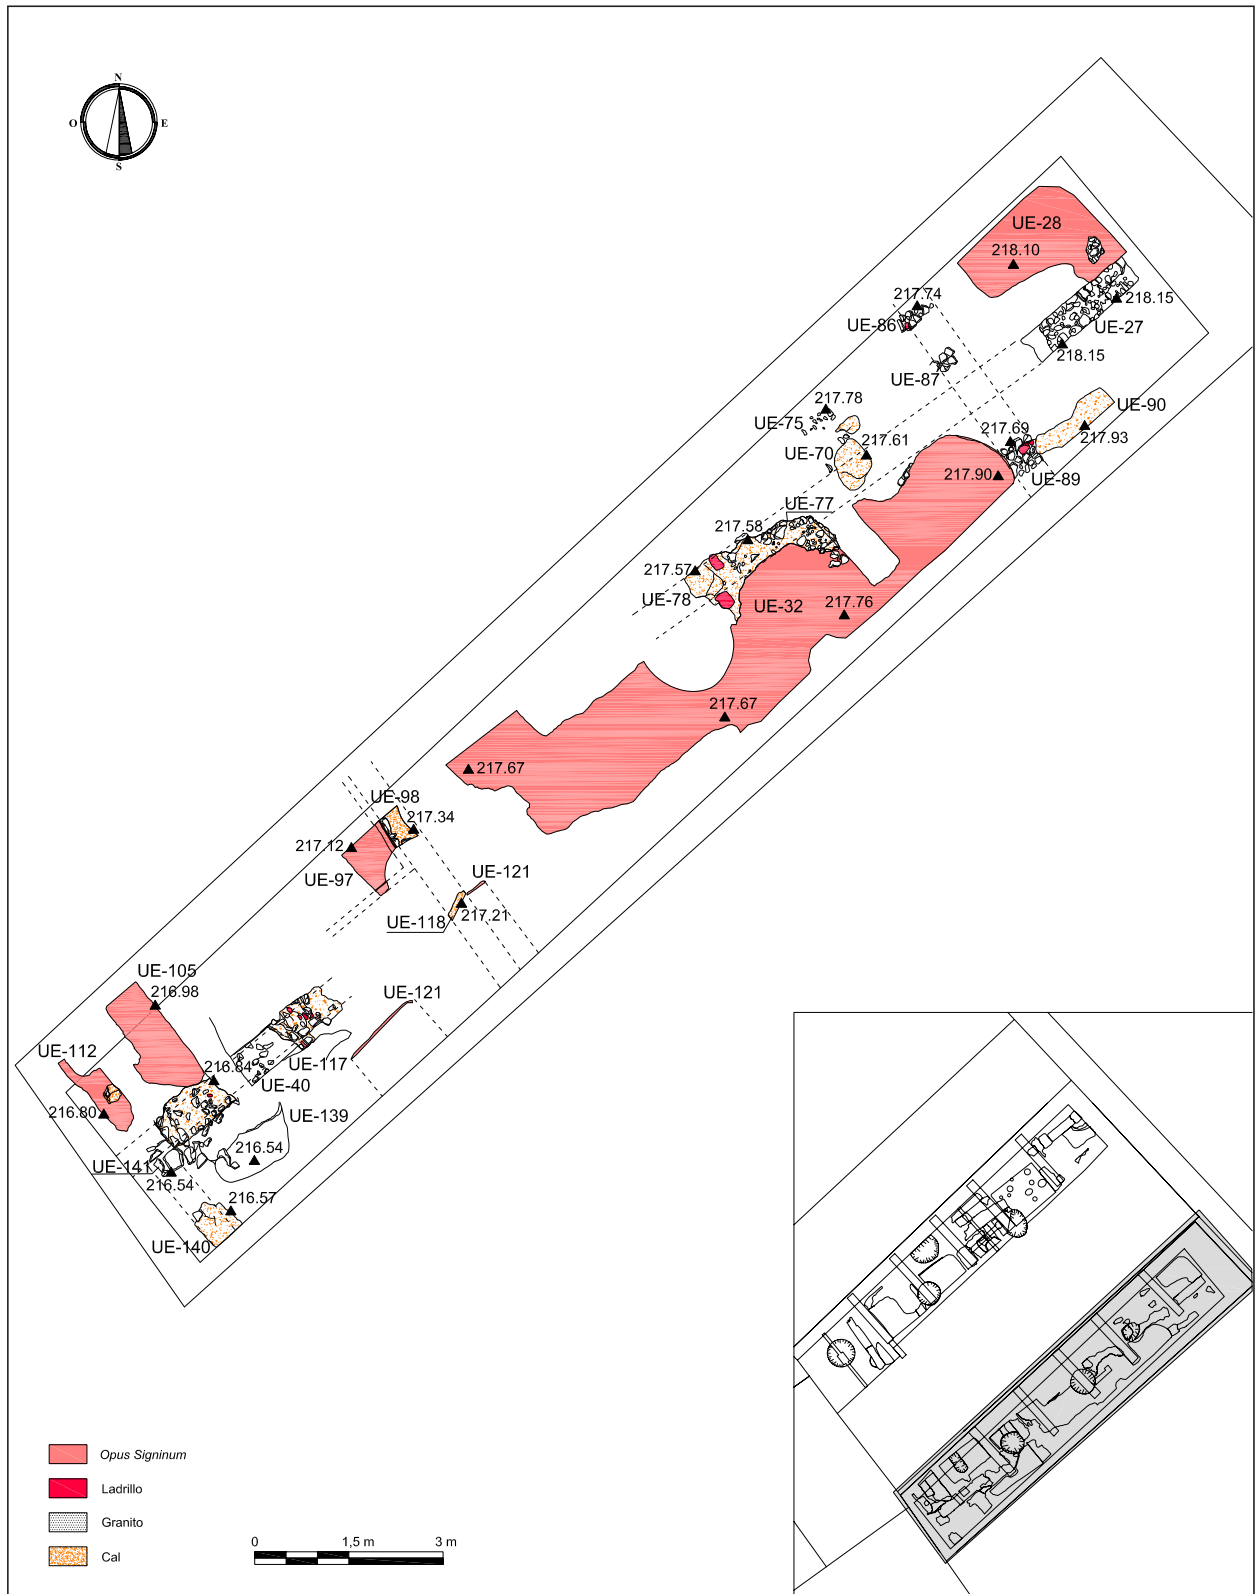 N
O
E
S
UE-28
218.10
217.74
218.15
UE-86
UE-27
218.15
UE-87
217.78
UE-90
UE-75
217.69
217.93
217.61
UE-70
217.90
UE-89
UE-77
217.58
217.57
UE-78
UE-32
217.76
217.67
217.67
UE-98
217.34
217.12
UE-97
UE-121
217.21
UE-118
UE-105
216.98
UE-121
UE-112
UE-117
216.84
UE-40
216.80
UE-139
216.54
UE-141
216.54
216.57
UE-140
Opus Signinum
Ladrillo
Granito
Cal
0 1,5 m 3 m